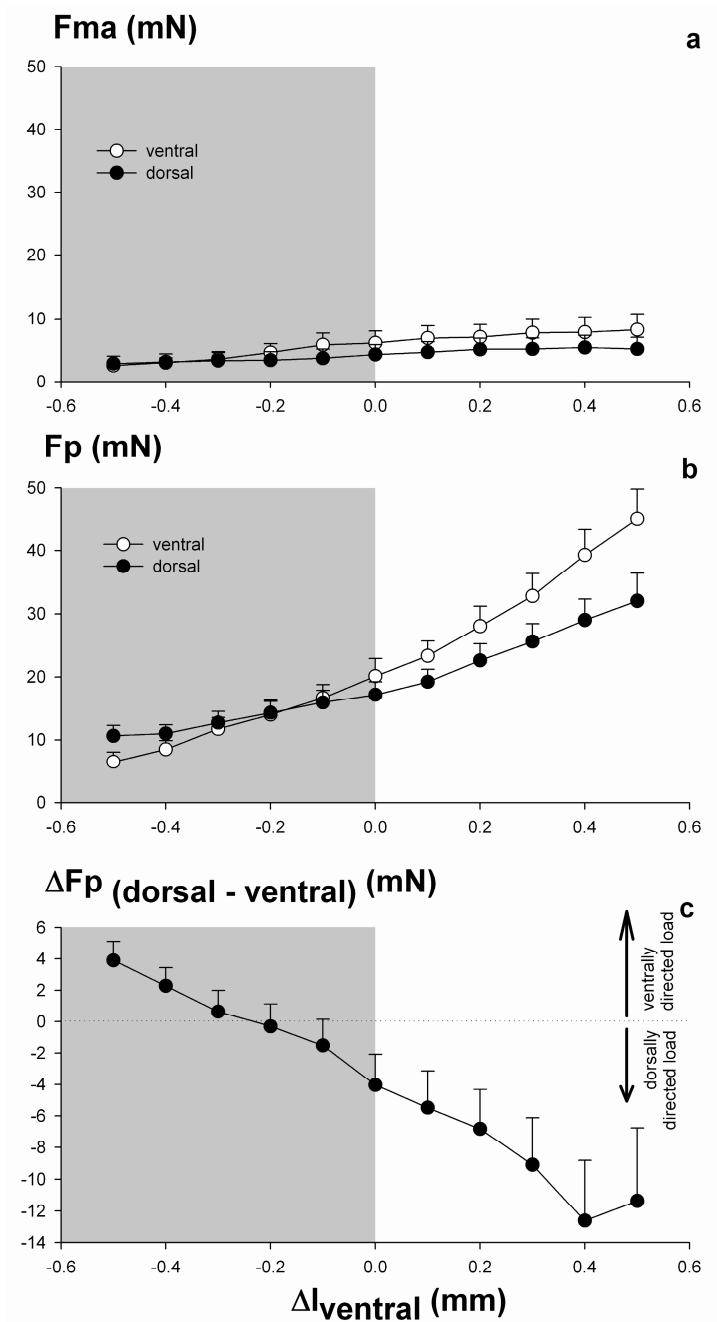 Fma (mN)
a
50
40
30
20
10
0
ventral
dorsal
-0.6 -0.4 -0.2 0.0 0.2 0.4 0.6
Fp (mN)
b
50
40
30
20
10
0
ventral
dorsal
-0.6 -0.4 -0.2 0.0 0.2 0.4 0.6
ΔFp (dorsal - ventral) (mN)
c
6
4
2
0
-2
-4
-6
-8
-10
-12
-14
ventrally
directed load
dorsally
directed load
-0.6 -0.4 -0.2 0.0 0.2 0.4 0.6
Δlventral (mm)